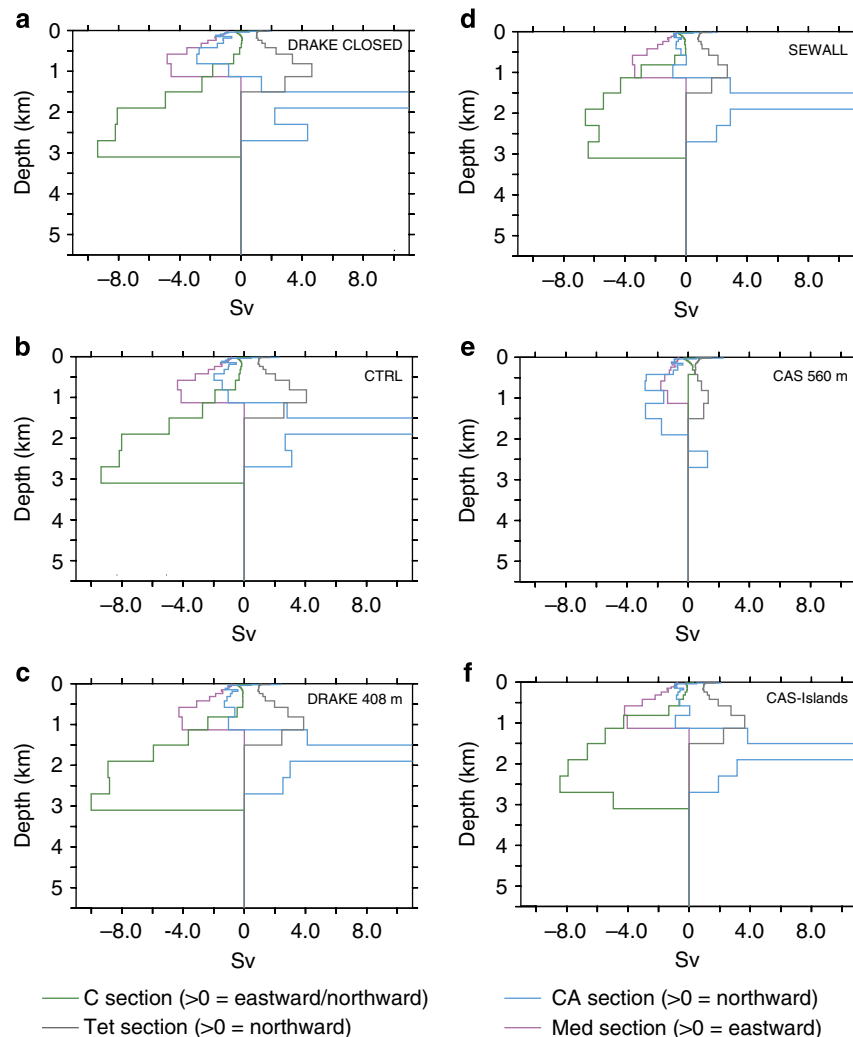 a
DRAKE CLOSED
0
1
2
3
4
5
Depth (km)
−8.0 −4.0 0 4.0 8.0
Sv
d
SEWALL
0
1
2
3
4
5
Depth (km)
−8.0 −4.0 0 4.0 8.0
Sv
b
CTRL
0
1
2
3
4
5
Depth (km)
−8.0 −4.0 0 4.0 8.0
Sv
e
CAS 560 m
0
1
2
3
4
5
Depth (km)
−8.0 −4.0 0 4.0 8.0
Sv
c
DRAKE 408 m
0
1
2
3
4
5
Depth (km)
−8.0 −8.0 -4.0 0 4.0 8.0
Sv
f
CAS-Islands
0
1
2
3
4
5
Depth (km)
−8.0 −4.0 0 4.0 8.0
Sv
C section (>0 = eastward/northward)
Tet section (>0 = northward)
CA section (>0 = northward)
Med section (>0 = eastward)